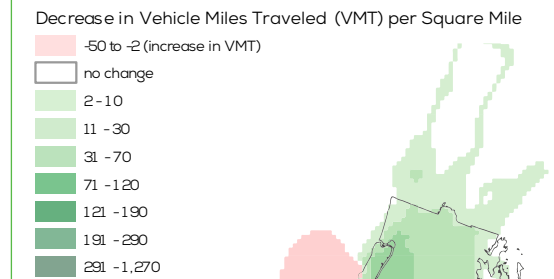 Decrease in Vehicle Miles Traveled (VMT) per Square Mile
-50 to -2 (increase in VMT)
no change
2 - 10
11 - 30
31 - 70
71 - 120
121 - 190
191 - 290
291 - 1,270